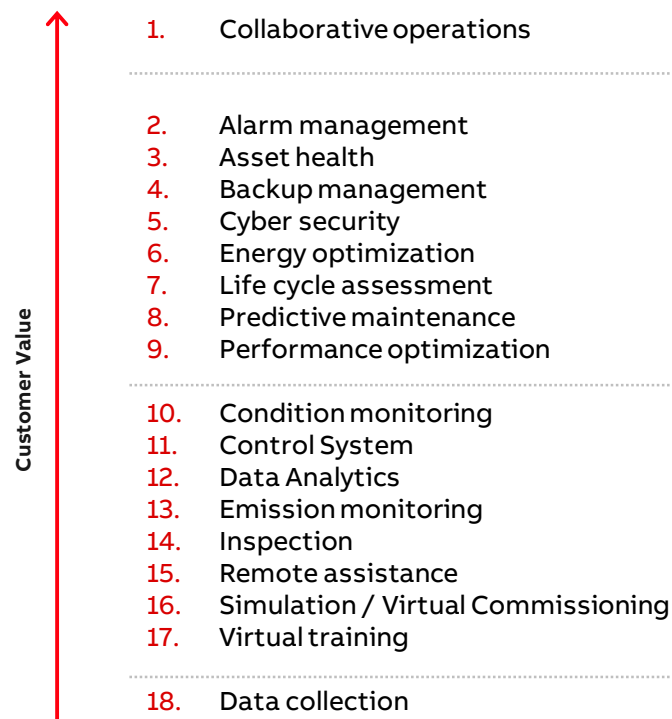 1. Collaborative operations
2. Alarm management
3. Asset health
4. Backup management
5. Cyber security
6. Energy optimization
7. Life cycle assessment
8. Predictive maintenance
9. Performance optimization
10. Condition monitoring
11. Control System
12. Data Analytics
13. Emission monitoring
14. Inspection
15. Remote assistance
16. Simulation / Virtual Commissioning
17. Virtual training
18. Data collection
Customer Value